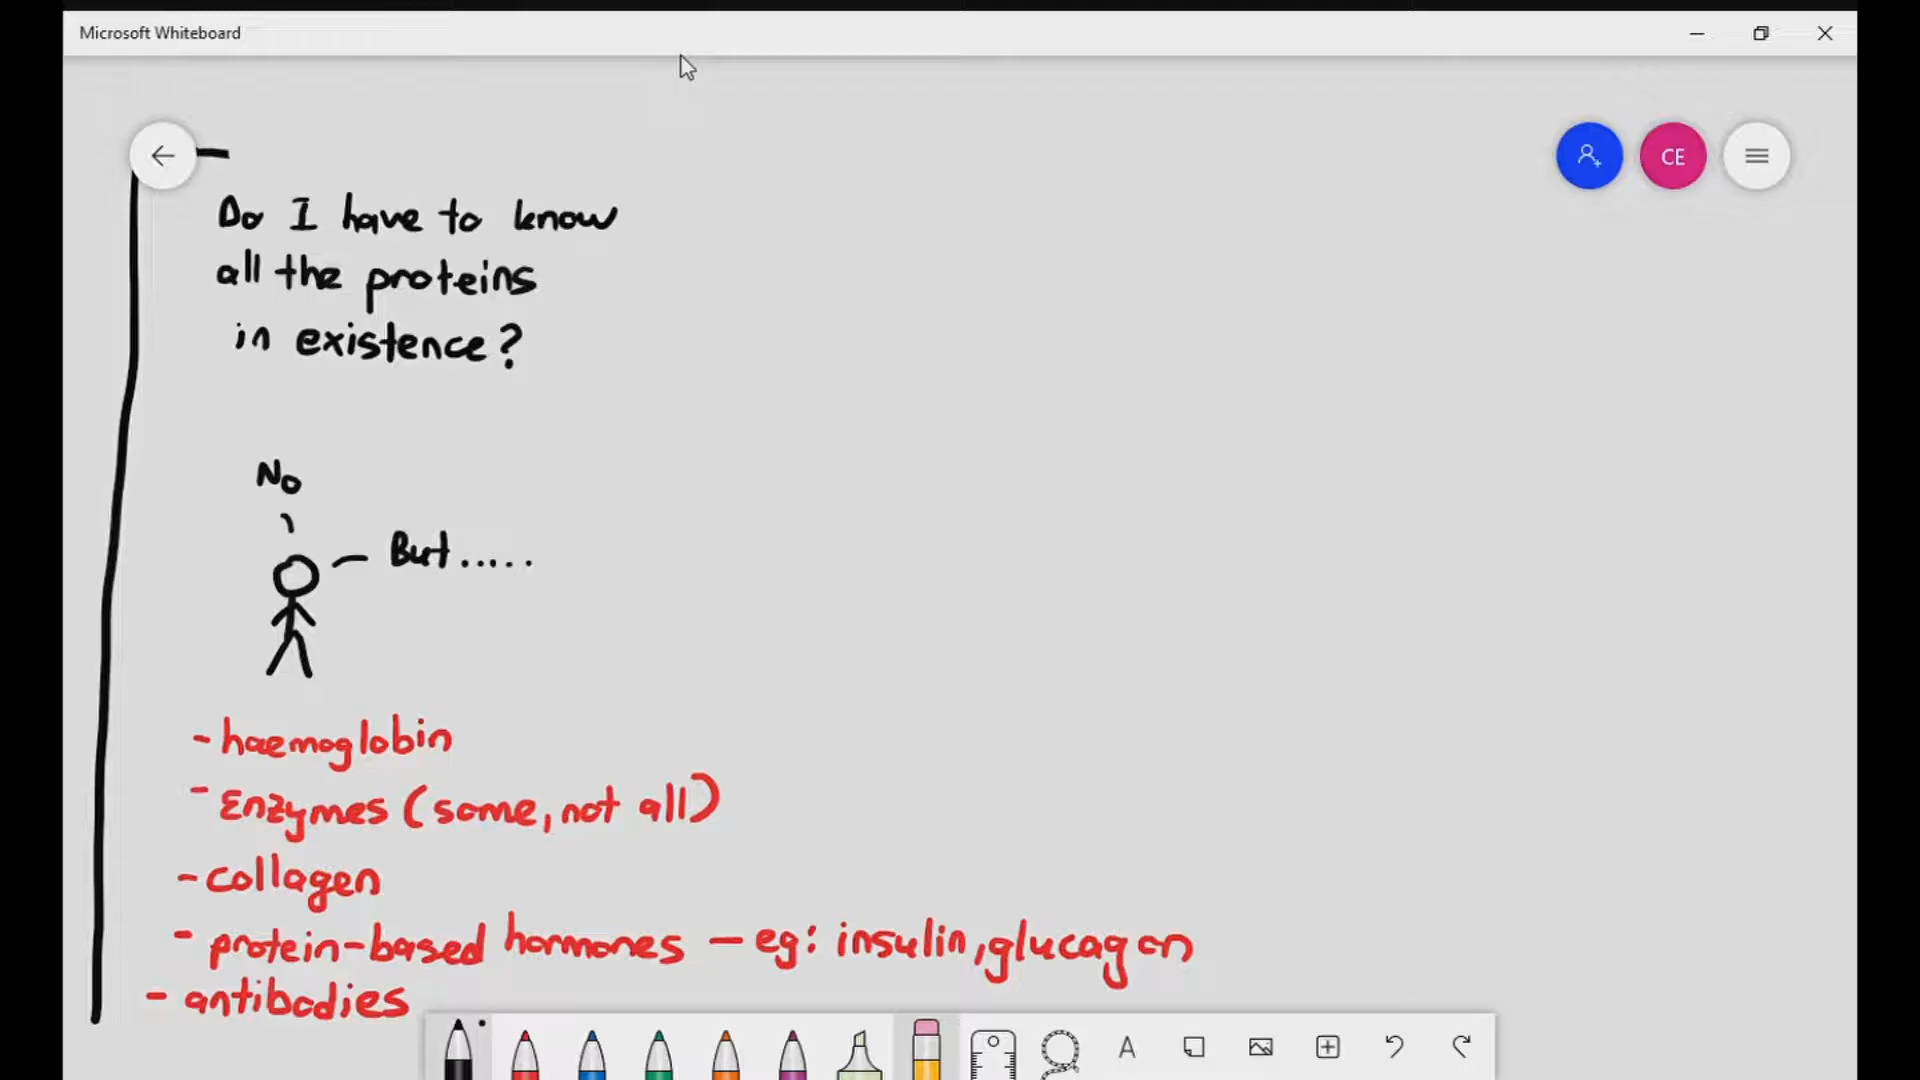 Microsoft Whiteboard
CE
Do I have to know
all the proteins
in existence?
No
But.....
- haemoglobin
- Enzymes (some, not all)
- collagen
- protein-based hormones - eg: insulin, glucagon
- antibodies
A